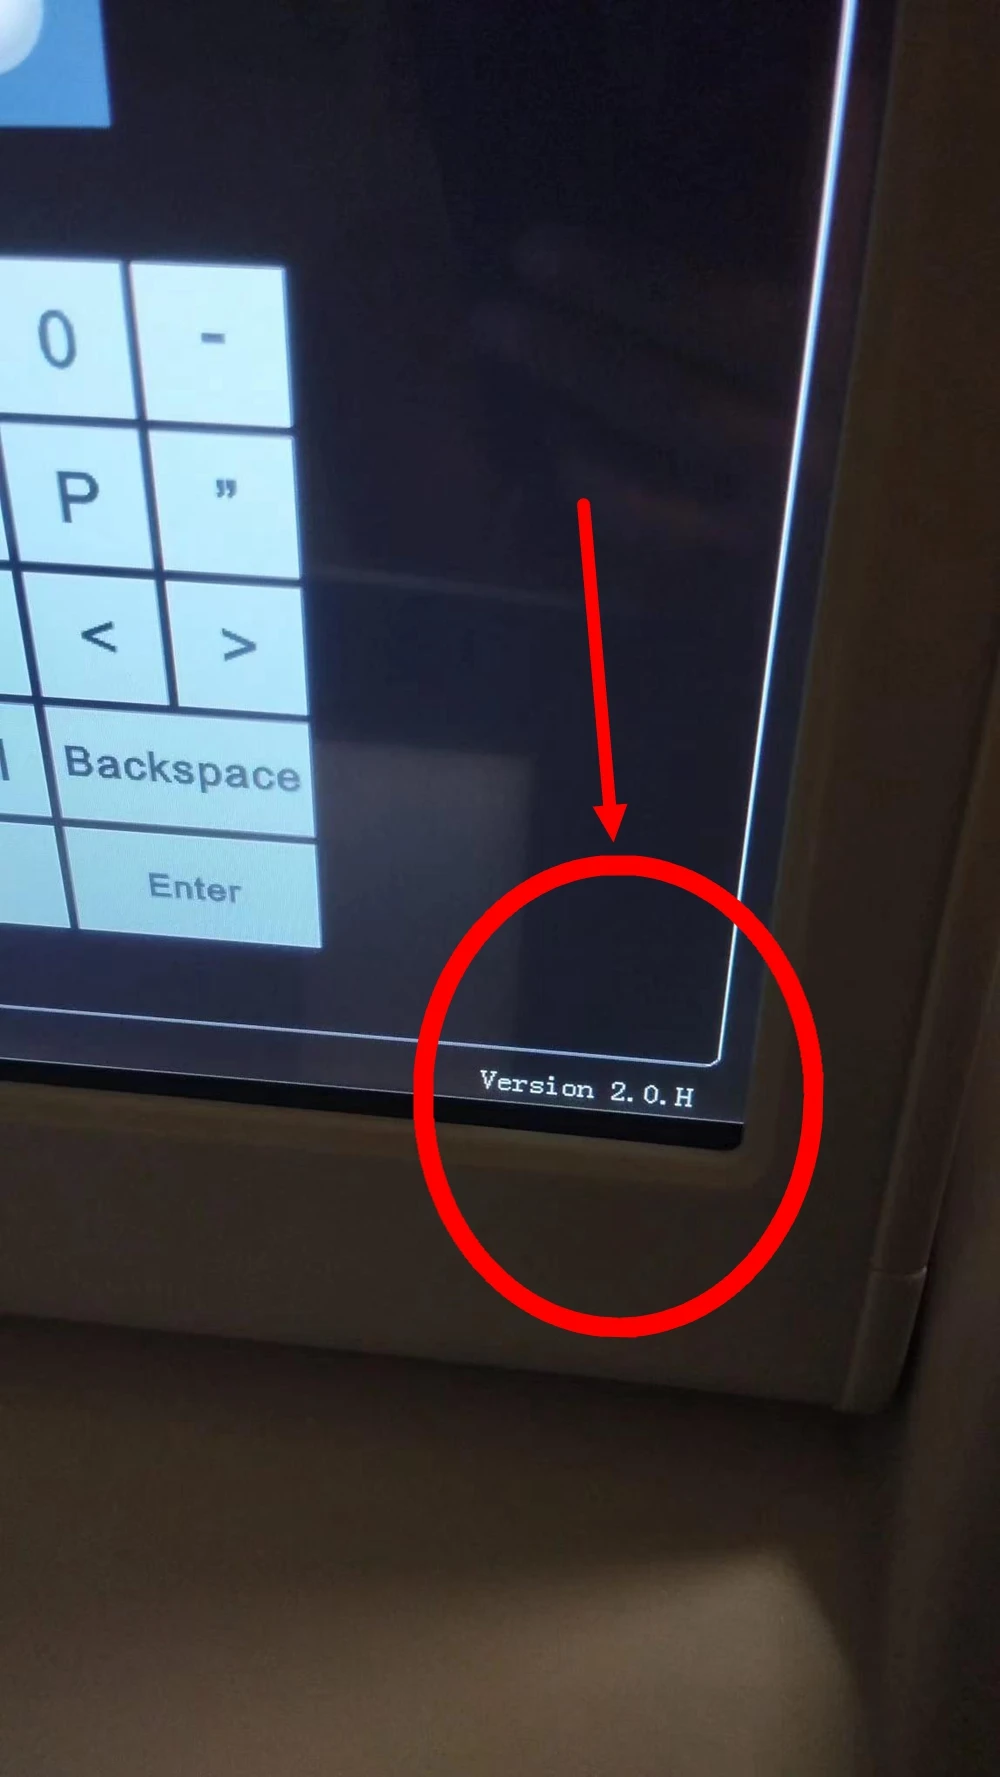 0 -
P ”
< >
Backspace
Enter
Version 2.0.H